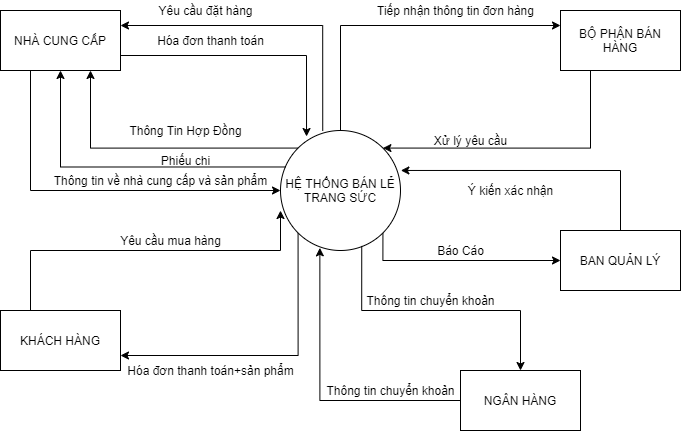 Yêu cầu đặt hàng
Tiếp nhận thông tin đơn hàng
NHÀ CUNG CẤP
Hóa đơn thanh toán
BỘ PHẬN BÁN
HÀNG
Thông Tin Hợp Đồng
Phiếu chi
Xử lý yêu cầu
Thông tin về nhà cung cấp và sản phẩm
HỆ THỐNG BÁN LẺ
TRANG SỨC
Ý kiến xác nhận
Yêu cầu mua hàng
Báo Cáo
BAN QUẢN LÝ
Thông tin chuyển khoản
KHÁCH HÀNG
Hóa đơn thanh toán+sản phẩm
Thông tin chuyển khoản
NGÂN HÀNG